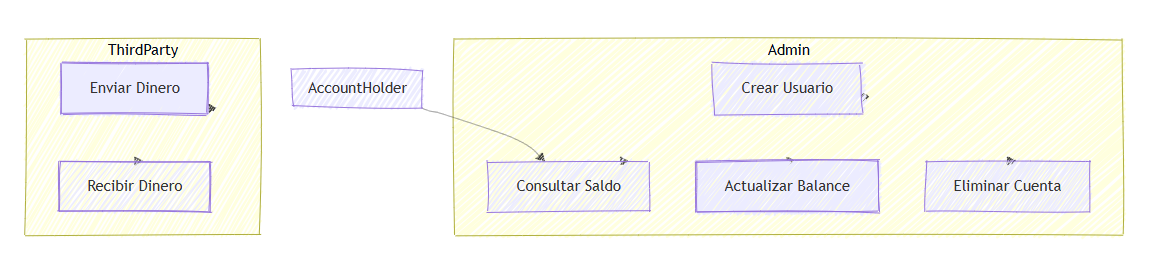 ThirdParty
Enviar Dinero
Recibir Dinero
AccountHolder
Admin
Crear Usuario
Consultar Saldo
Actualizar Balance
Eliminar Cuenta